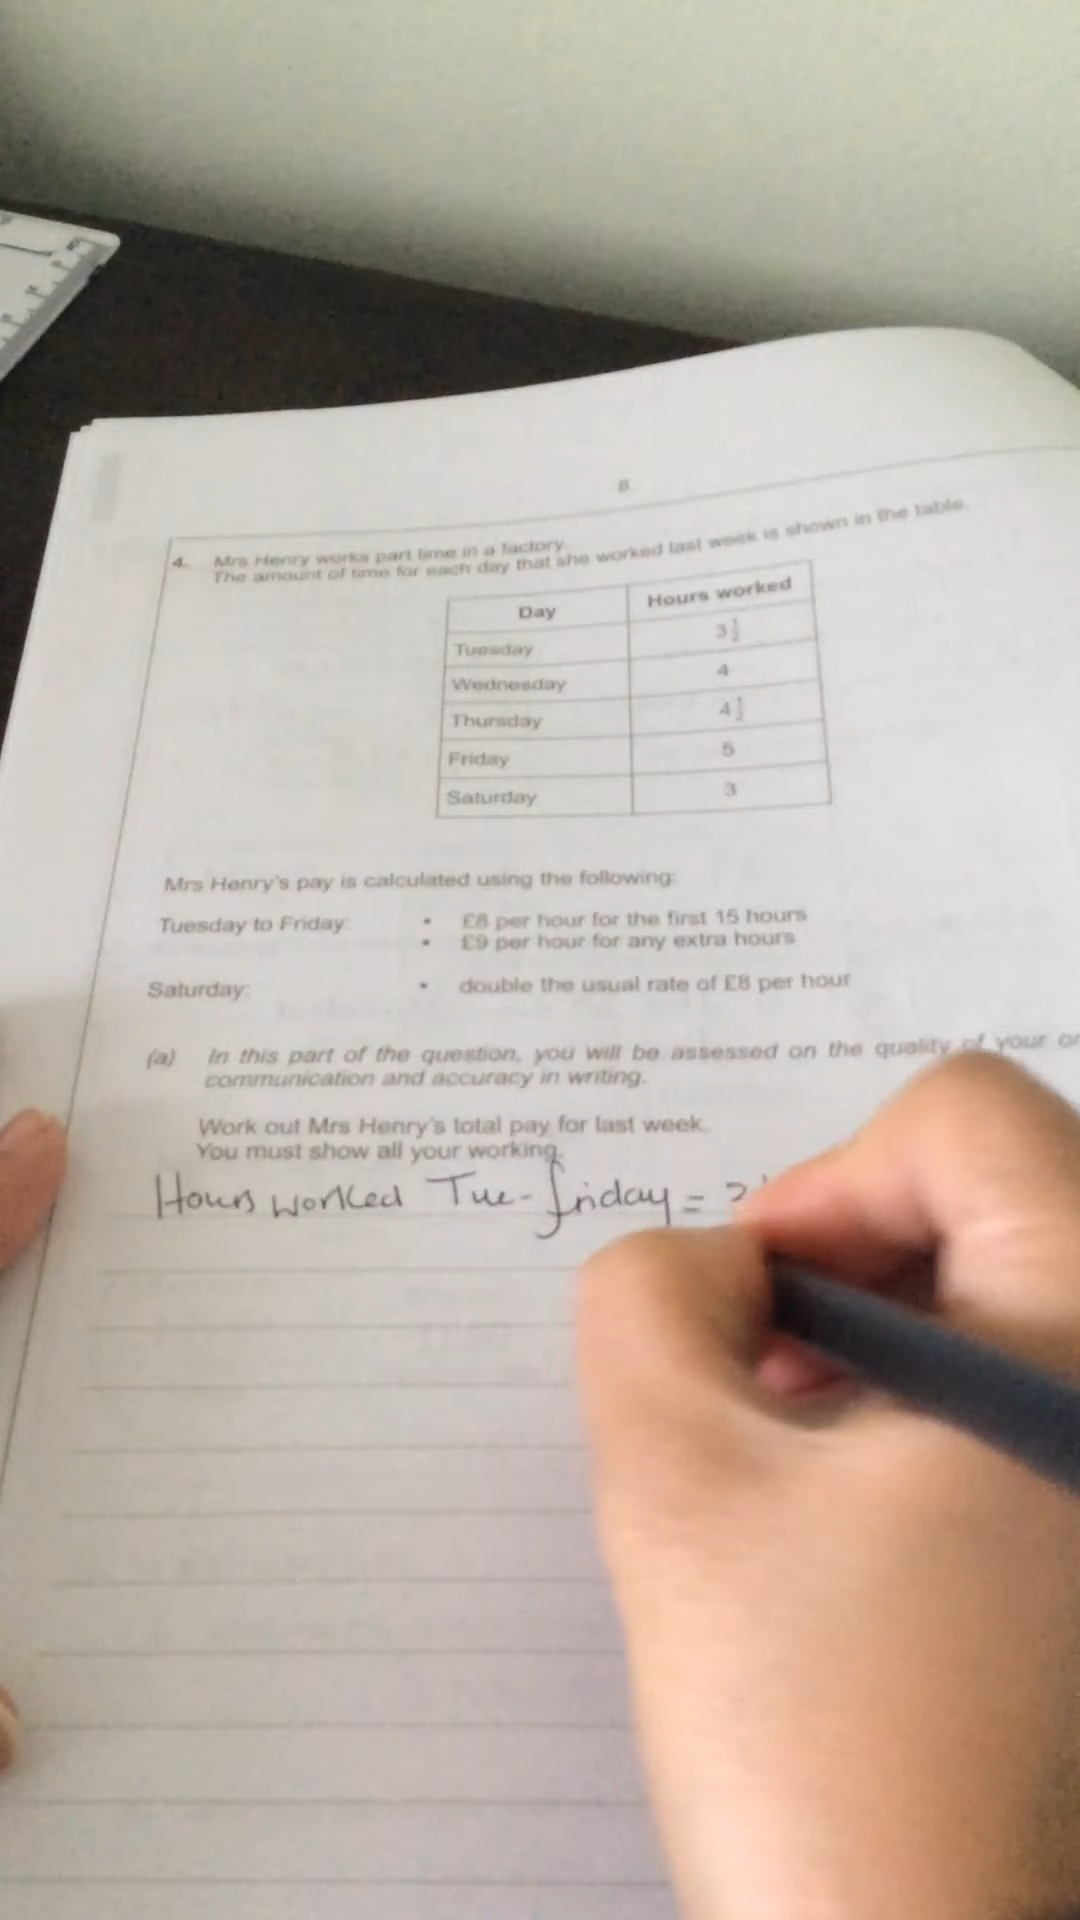 8
4. Mrs Henry works part time in a factory.
The amount of time for each day that she worked last week is shown in the table.
Day Hours worked
Tuesday 3½
Wednesday 4
Thursday 4½
Friday 5
Saturday 3
Mrs Henry's pay is calculated using the following:
Tuesday to Friday: • £8 per hour for the first 15 hours
• £9 per hour for any extra hours
Saturday: • double the usual rate of £8 per hour
(a) In this part of the question, you will be assessed on the quality of your
communication and accuracy in writing.
Work out Mrs Henry's total pay for last week.
You must show all your working.
Hours worked Tue-friday =